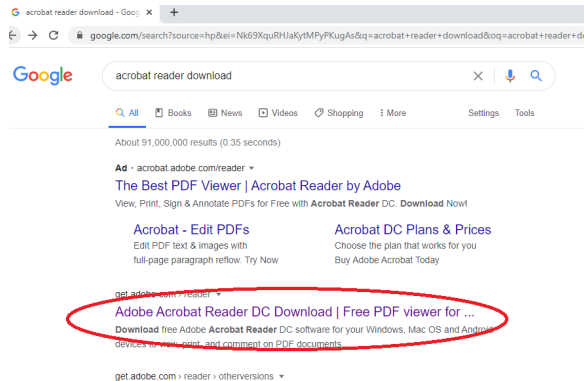 acrobat reader download - Goog
google.com/search?source=hp&ei=Nk69XquRHJaKytMPyPKugAs&q=acrobat+reader+download&oq=acrobat+reader+do
Google
acrobat reader download
All Books News Videos Shopping More Settings Tools
About 91,000,000 results (0.35 seconds)
Ad · acrobat.adobe.com/reader
The Best PDF Viewer | Acrobat Reader by Adobe
View, Print, Sign & Annotate PDFs for Free with Acrobat Reader DC. Download Now!
Acrobat - Edit PDFs Acrobat DC Plans & Prices
Edit PDF text & images with Choose the plan that works for you
full-page paragraph reflow. Try Now Buy Adobe Acrobat Today
get.adobe.com › reader
Adobe Acrobat Reader DC Download | Free PDF viewer for ...
Download free Adobe Acrobat Reader DC software for your Windows, Mac OS and Android
devices to view, print, and comment on PDF documents.
get.adobe.com › reader › otherversions